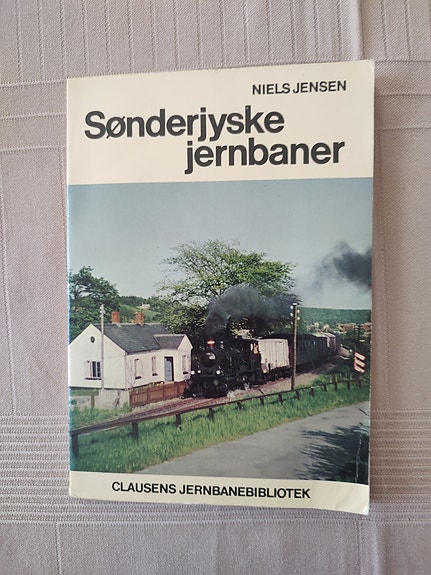 NIELS JENSEN
Sønderjyske
jernbaner
CLAUSENS JERNBANEBIBLIOTEK